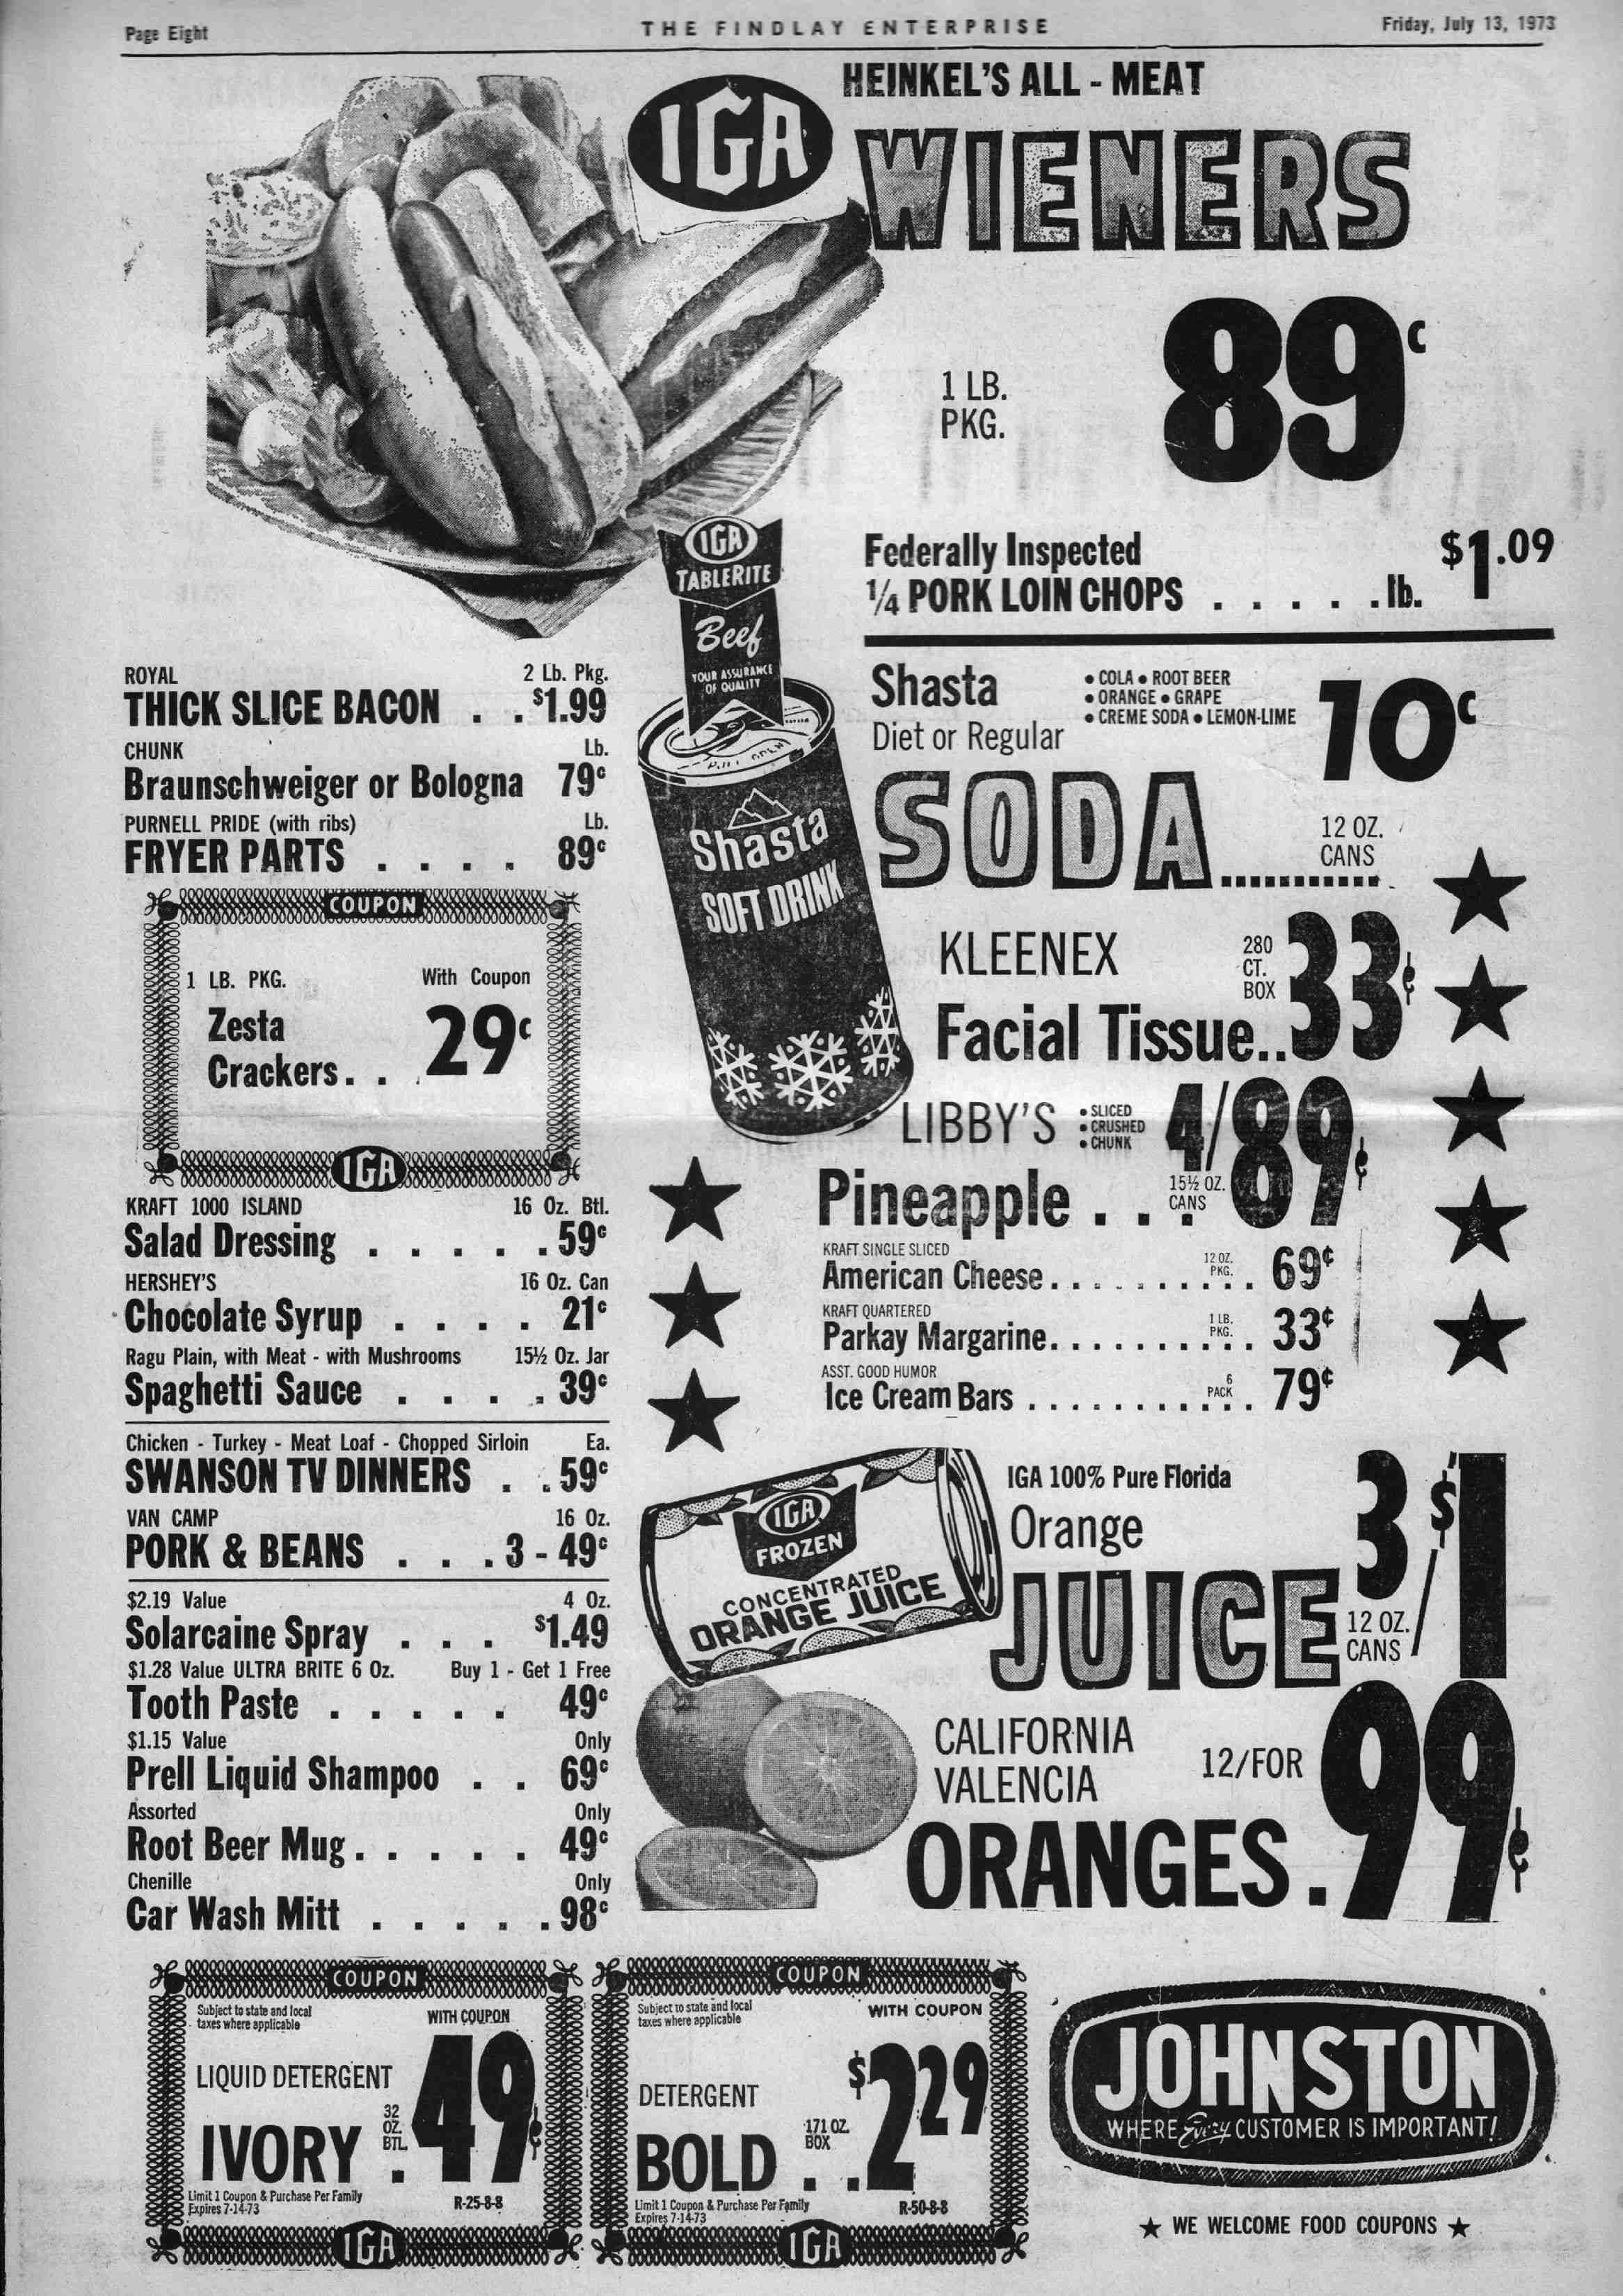 Page Eight
THE FINDLAY ENTERPRISE
Friday, July 13, 1973
IGA
HEINKEL'S ALL - MEAT
WIENERS
1 LB.
PKG.
89c
Federally Inspected
1/4 PORK LOIN CHOPS . . . . . .lb. $1.09
IGA
TABLERITE
Beef
YOUR ASSURANCE
OF QUALITY
ROYAL 2 Lb. Pkg.
THICK SLICE BACON . . $1.99
CHUNK Lb.
Braunschweiger or Bologna 79c
PURNELL PRIDE (with ribs) Lb.
FRYER PARTS . . . . 89c
COUPON
1 LB. PKG. With Coupon
Zesta
Crackers. . . 29c
IGA
KRAFT 1000 ISLAND 16 Oz. Btl.
Salad Dressing . . . . . . 59c
HERSHEY'S 16 Oz. Can
Chocolate Syrup . . . . 21c
Ragu Plain, with Meat - with Mushrooms 15½ Oz. Jar
Spaghetti Sauce . . . . . 39c
Chicken - Turkey - Meat Loaf - Chopped Sirloin Ea.
SWANSON TV DINNERS . . 59c
VAN CAMP 16 Oz.
PORK & BEANS . . . 3 - 49c
$2.19 Value 4 Oz.
Solarcaine Spray . . . $1.49
$1.28 Value ULTRA BRITE 6 Oz. Buy 1 - Get 1 Free
Tooth Paste . . . . . 49c
$1.15 Value Only
Prell Liquid Shampoo . . 69c
Assorted Only
Root Beer Mug. . . . . 49c
Chenille Only
Car Wash Mitt . . . . . . 98c
Shasta
SOFT DRINK
Shasta
Diet or Regular
• COLA • ROOT BEER
• ORANGE • GRAPE
• CREME SODA • LEMON-LIME
10c
SODA............
12 OZ.
CANS
KLEENEX
Facial Tissue..
280
CT.
BOX
33¢
LIBBY'S
• SLICED
• CRUSHED
• CHUNK
Pineapple . . .
4/89¢
15½ OZ.
CANS
KRAFT SINGLE SLICED
American Cheese. . . . . . . . . . 12 OZ. PKG. 69¢
KRAFT QUARTERED
Parkay Margarine. . . . . . . . . . 1 LB. PKG. 33¢
ASST. GOOD HUMOR
Ice Cream Bars . . . . . . . . . . . 6 PACK 79¢
IGA
FROZEN
CONCENTRATED
ORANGE JUICE
IGA 100% Pure Florida
Orange
JUICE
3/$1
12 OZ.
CANS
CALIFORNIA
VALENCIA
ORANGES .
12/FOR
99¢
COUPON
Subject to state and local
taxes where applicable
WITH COUPON
LIQUID DETERGENT
IVORY .
32
OZ.
BTL.
49¢
Limit 1 Coupon & Purchase Per Family
Expires 7-14-73
R-25-8-8
IGA
COUPON
Subject to state and local
taxes where applicable
WITH COUPON
DETERGENT
BOLD . .
171 OZ.
BOX
$2.29
Limit 1 Coupon & Purchase Per Family
Expires 7-14-73
R-50-8-8
IGA
JOHNSTON
WHERE Every CUSTOMER IS IMPORTANT!
★ WE WELCOME FOOD COUPONS ★